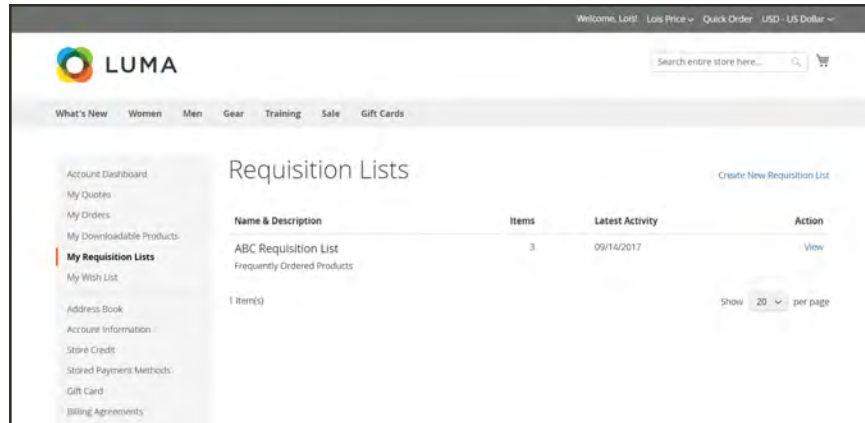 Welcome, Lois! Lois Price Quick Order USD - US Dollar
LUMA
Search entire store here...
What's New Women Men Gear Training Sale Gift Cards
Account Dashboard
My Quotes
My Orders
My Downloadable Products
My Requisition Lists
My Wish List
Address Book
Account Information
Store Credit
Stored Payment Methods
Gift Card
Billing Agreements
Requisition Lists
Create New Requisition List
Name & Description Items Latest Activity Action
ABC Requisition List 3 09/14/2017 View
Frequently Ordered Products
1 Item(s) Show 20 per page